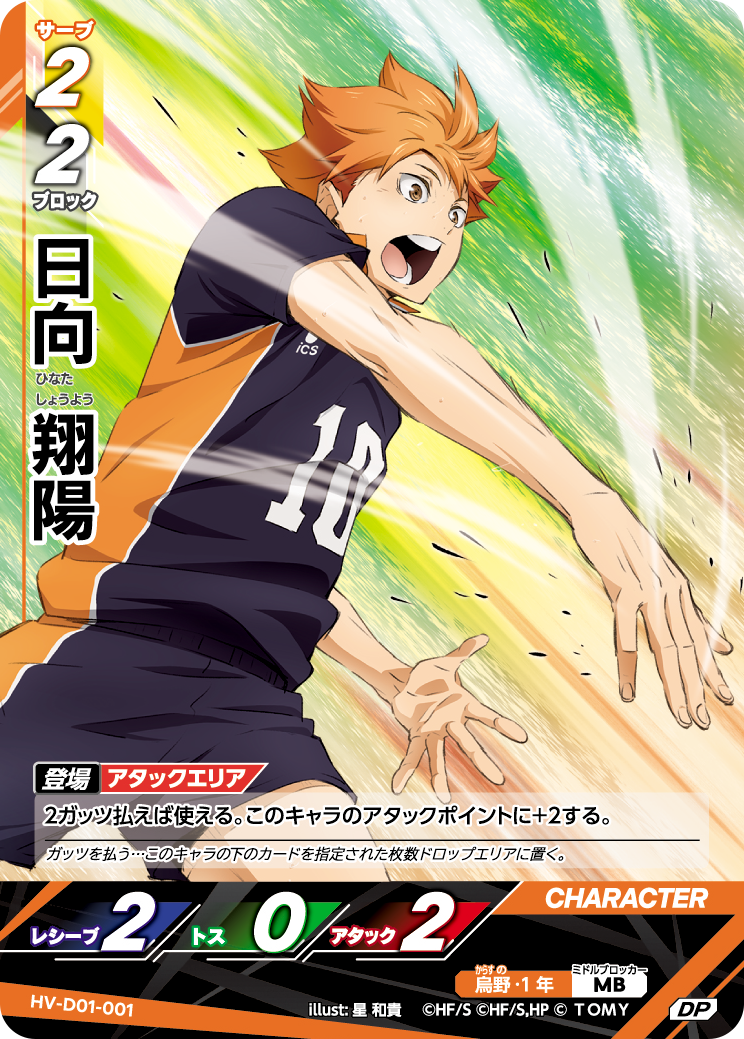 サーブ
2
2
ブロック
日向
ひなた
しょうよう
翔陽
ics
10
登場 アタックエリア
2ガッツ払えば使える。このキャラのアタックポイントに+2する。
ガッツを払う…このキャラの下のカードを指定された枚数ドロップエリアに置く。
CHARACTER
レシーブ 2 トス 0 アタック 2
からすの
烏野・1年
ミドルブロッカー
MB
HV-D01-001
illust: 星 和貴 ©HF/S ©HF/S,HP © TOMY
DP